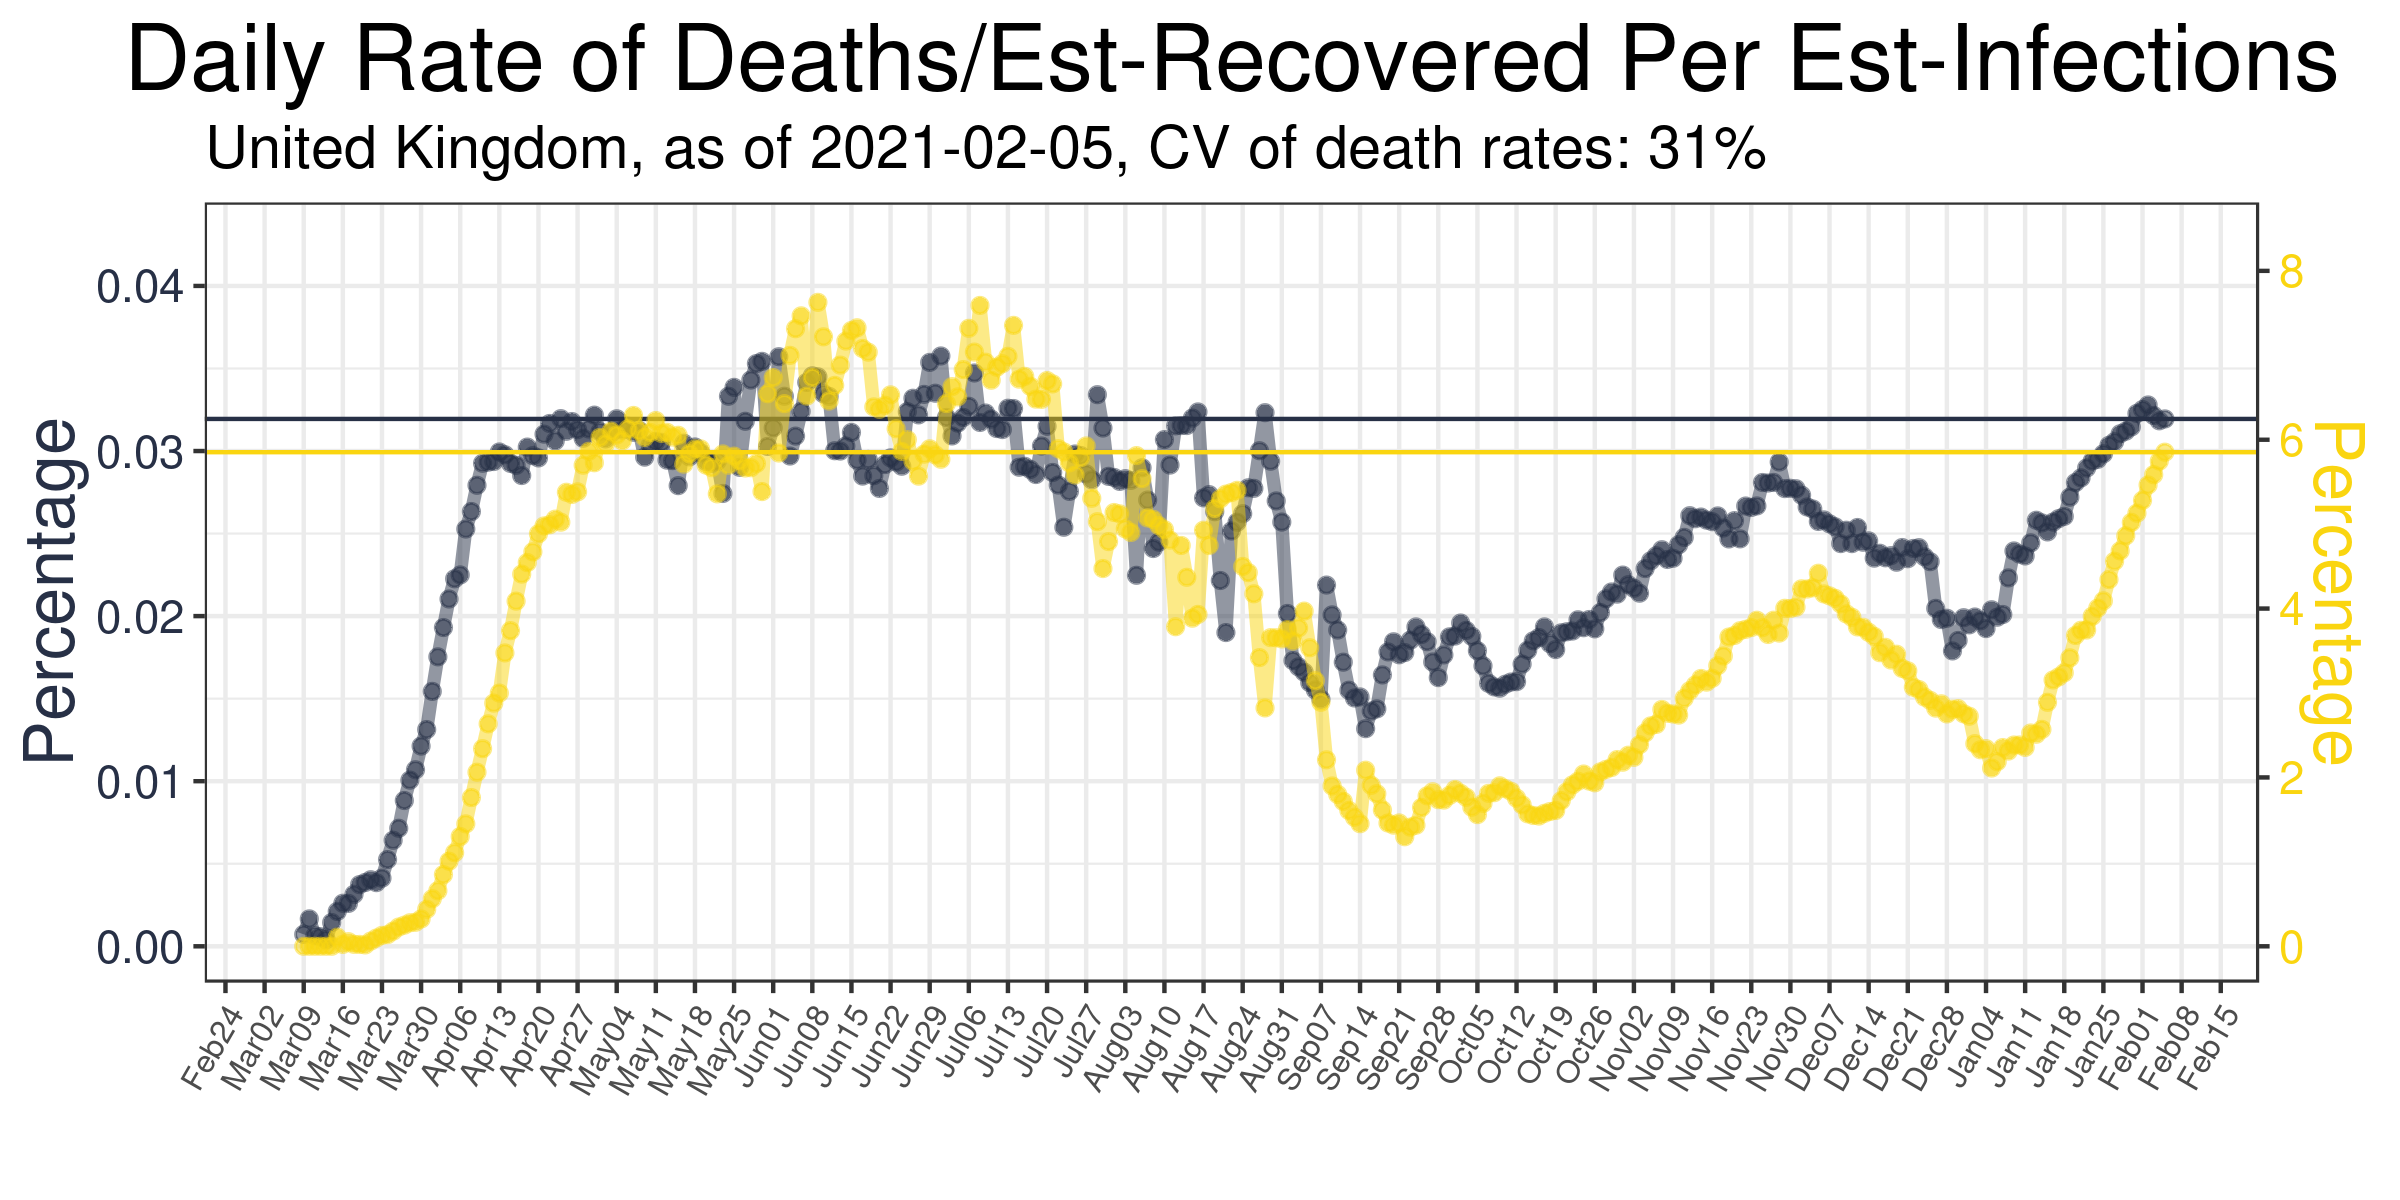 Daily Rate of Deaths/Est-Recovered Per Est-Infections
United Kingdom, as of 2021-02-05, CV of death rates: 31%
Percentage
0.04
0.03
0.02
0.01
0.00
8
6
4
2
0
Percentage
Feb24 Mar02 Mar09 Mar16 Mar23 Mar30 Apr06 Apr13 Apr20 Apr27 May04 May11 May18 May25 Jun01 Jun08 Jun15 Jun22 Jun29 Jul06 Jul13 Jul20 Jul27 Aug03 Aug10 Aug17 Aug24 Aug31 Sep07 Sep14 Sep21 Sep28 Oct05 Oct12 Oct19 Oct26 Nov02 Nov09 Nov16 Nov23 Nov30 Dec07 Dec14 Dec21 Dec28 Jan04 Jan11 Jan18 Jan25 Feb01 Feb08 Feb15